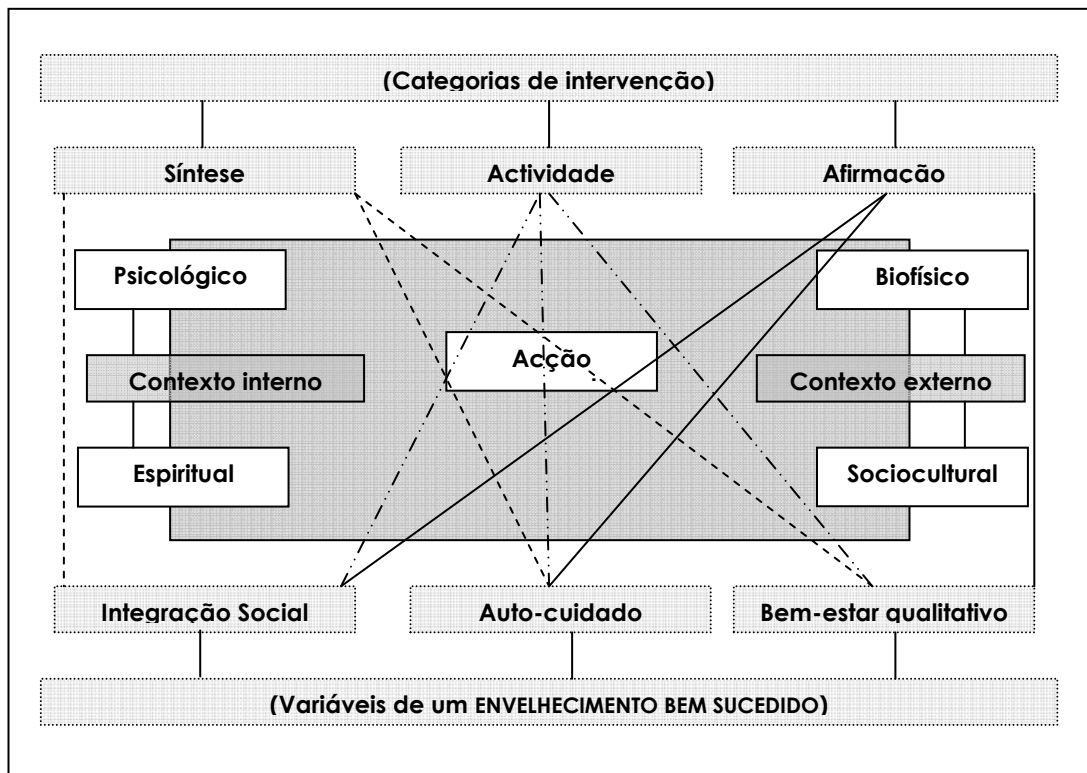 (Categorias de intervenção)
Síntese
Actividade
Afirmação
Psicológico
Biofísico
Acção
Contexto interno
Contexto externo
Espiritual
Sociocultural
Integração Social
Auto-cuidado
Bem-estar qualitativo
(Variáveis de um ENVELHECIMENTO BEM SUCEDIDO)